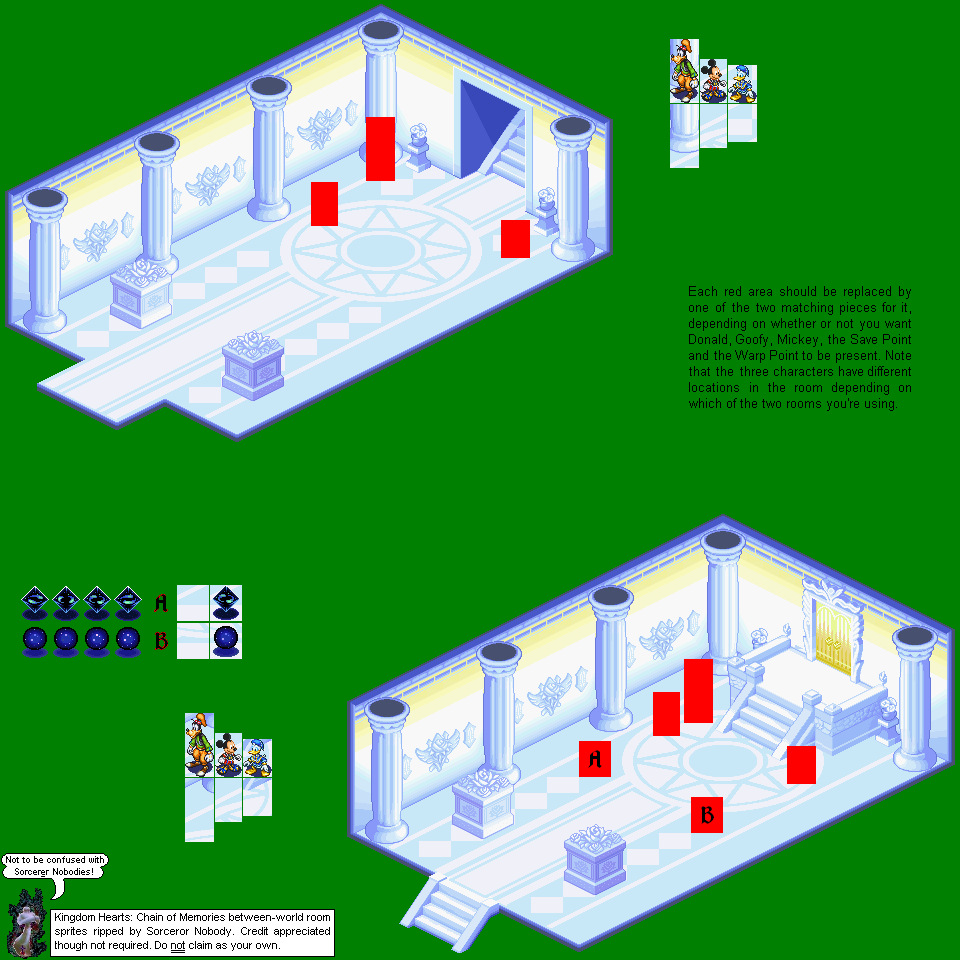 Each red area should be replaced by
one of the two matching pieces for it,
depending on whether or not you want
Donald, Goofy, Mickey, the Save Point
and the Warp Point to be present. Note
that the three characters have different
locations in the room depending on
which of the two rooms you're using.
A
B
A
B
Not to be confused with
Sorcerer Nobodies!
Kingdom Hearts: Chain of Memories between-world room
sprites ripped by Sorceror Nobody. Credit appreciated
though not required. Do not claim as your own.